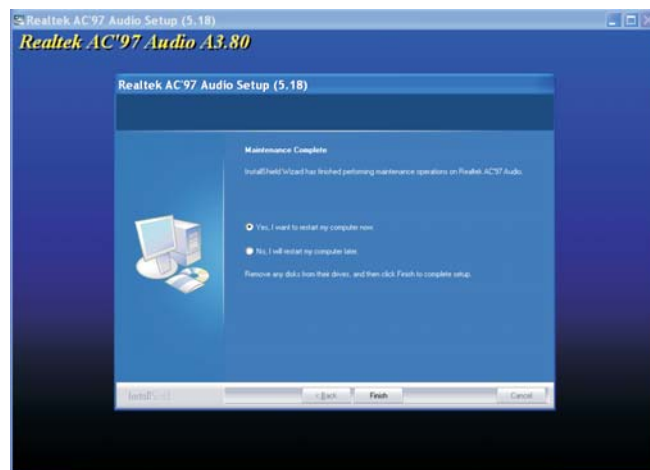 Realtek AC'97 Audio Setup (5.18)
Realtek AC'97 Audio A3.80
Realtek AC'97 Audio Setup (5.18)
Maintenance Complete
InstallShield Wizard has finished performing maintenance operations on Realtek AC'97 Audio.
Yes, I want to restart my computer now.
No, I will restart my computer later.
Remove any disks from their drives, and then click Finish to complete setup.
InstallShield
< Back
Finish
Cancel